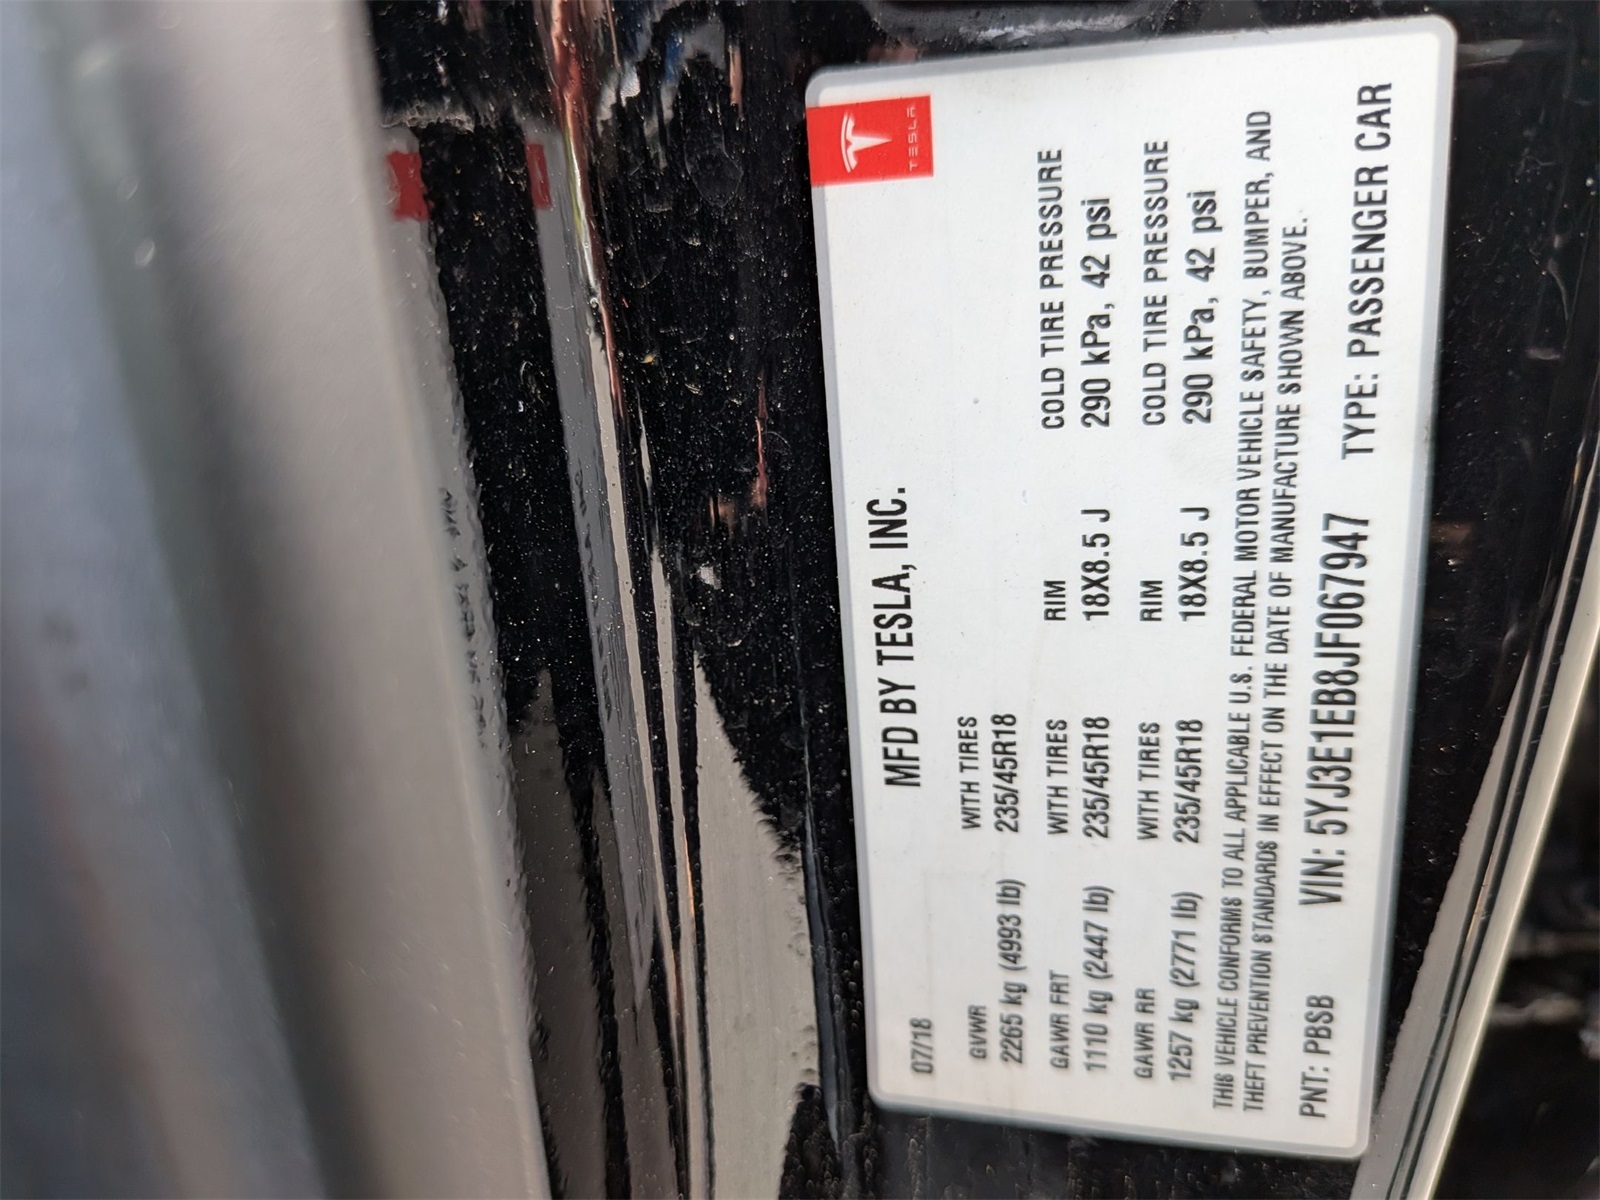 TESLA
MFD BY TESLA, INC.
07/18
GVWR WITH TIRES
2265 kg (4993 lb) 235/45R18
GAWR FRT WITH TIRES RIM COLD TIRE PRESSURE
1110 kg (2447 lb) 235/45R18 18X8.5 J 290 kPa, 42 psi
GAWR RR WITH TIRES RIM COLD TIRE PRESSURE
1257 kg (2771 lb) 235/45R18 18X8.5 J 290 kPa, 42 psi
THIS VEHICLE CONFORMS TO ALL APPLICABLE U.S. FEDERAL MOTOR VEHICLE SAFETY, BUMPER, AND
THEFT PREVENTION STANDARDS IN EFFECT ON THE DATE OF MANUFACTURE SHOWN ABOVE.
PNT: PBSB VIN: 5YJ3E1EB8JF067947 TYPE: PASSENGER CAR